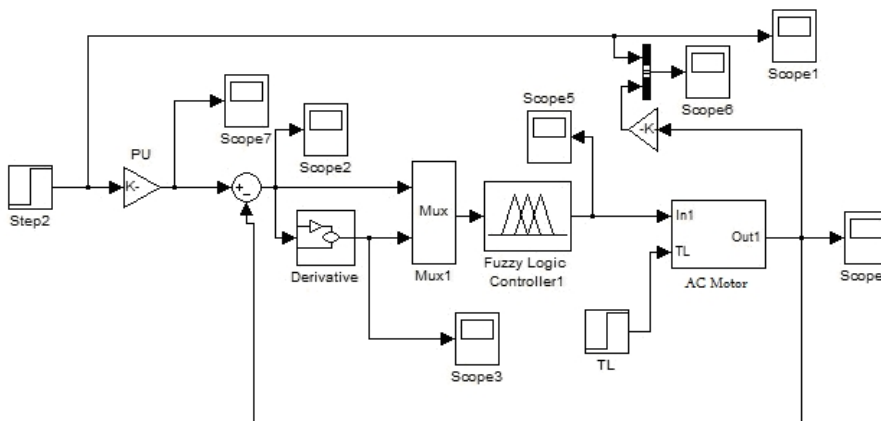 Scope1
Scope6
-K-
Scope5
Scope7
Scope2
PU
K-
Step2
Mux
Mux1
Derivative
Fuzzy Logic
Controller1
In1
TL
Out1
AC Motor
Scope
Scope3
TL